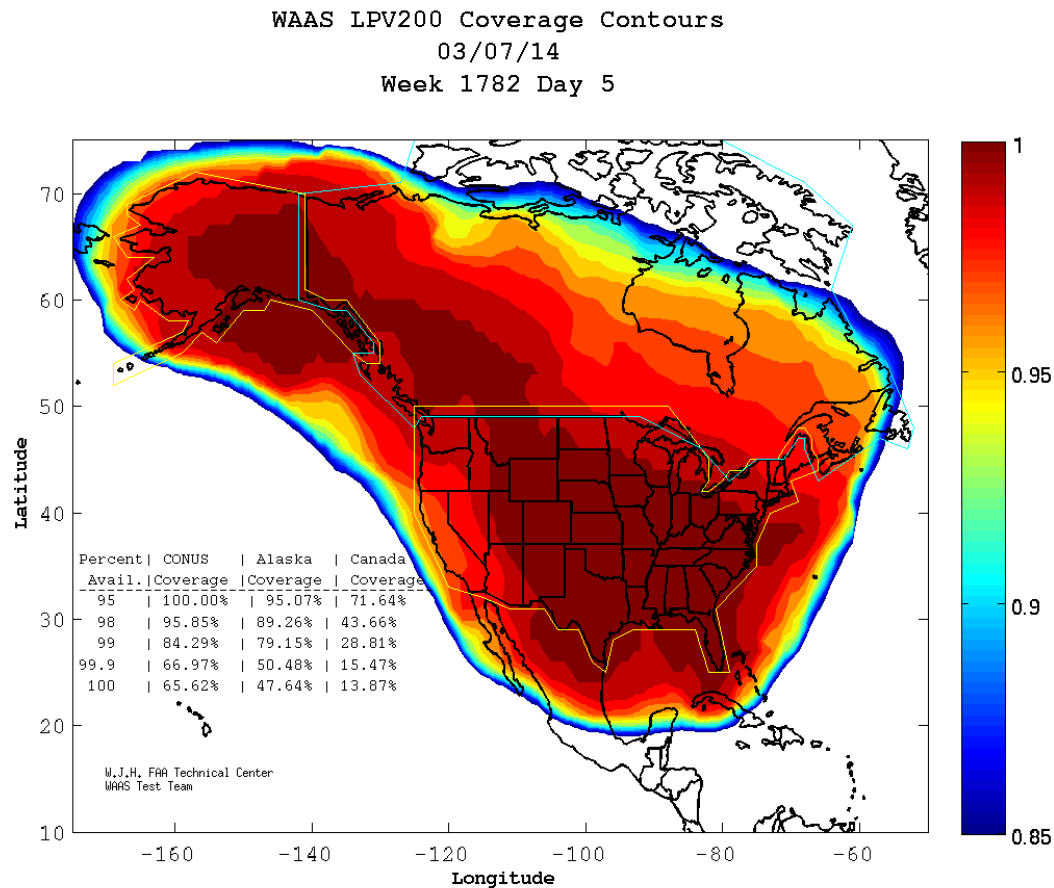 WAAS LPV200 Coverage Contours
03/07/14
Week 1782 Day 5
70
60
50
40
30
20
10
Latitude
-160
-140
-120
-100
-80
-60
Longitude
Percent| CONUS | Alaska | Canada
Avail. |Coverage |Coverage | Coverage
95 | 100.00% | 95.07% | 71.64%
98 | 95.85% | 89.26% | 43.66%
99 | 84.29% | 79.15% | 28.81%
99.9 | 66.97% | 50.48% | 15.47%
100 | 65.62% | 47.64% | 13.87%
W.J.H. FAA Technical Center
WAAS Test Team
1
0.95
0.9
0.85